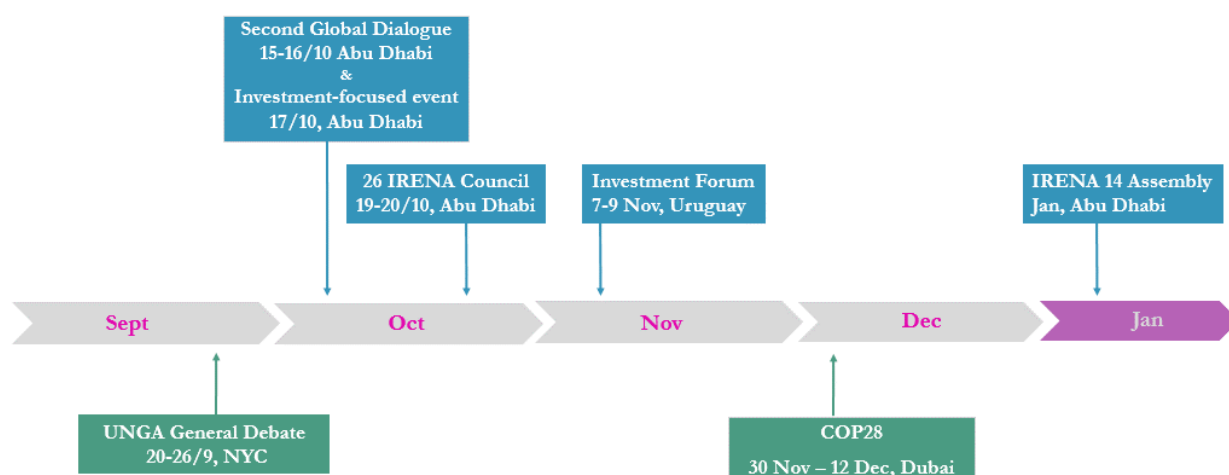 Second Global Dialogue
15-16/10 Abu Dhabi
&
Investment-focused event
17/10, Abu Dhabi
26 IRENA Council
19-20/10, Abu Dhabi
Investment Forum
7-9 Nov, Uruguay
IRENA 14 Assembly
Jan, Abu Dhabi
Sept
Oct
Nov
Dec
Jan
UNGA General Debate
20-26/9, NYC
COP28
30 Nov – 12 Dec, Dubai